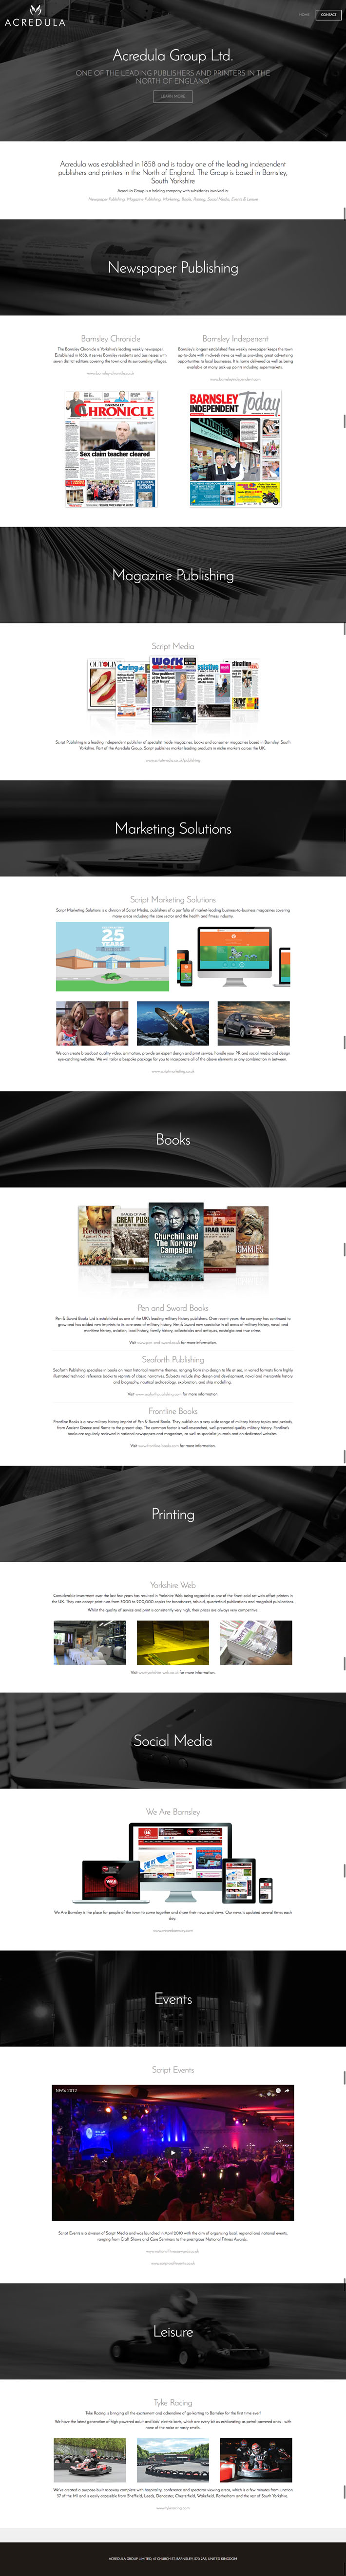 ACREDULA
HOME
CONTACT
Acredula Group Ltd.
ONE OF THE LEADING PUBLISHERS AND PRINTERS IN THE
NORTH OF ENGLAND
LEARN MORE
Acredula was established in 1858 and is today one of the leading independent
publishers and printers in the North of England. The Group is based in Barnsley,
South Yorkshire
Acredula Group is a holding company with subsidiaries involved in:
Newspaper Publishing, Magazine Publishing, Marketing, Books, Printing, Social Media, Events & Leisure
Newspaper Publishing
Barnsley Chronicle
The Barnsley Chronicle is Yorkshire's leading weekly newspaper.
Established in 1858, it serves Barnsley residents and businesses with
seven district editions covering the town and its surrounding villages.
www.barnsley-chronicle.co.uk
Barnsley Indepenent
Barnsley's longest established free weekly newspaper keeps the town
up-to-date with midweek news as well as providing great advertising
opportunities to local businesses. It is home delivered as well as being
available at many pick-up points including supermarkets.
www.barnsleyindependent.com
BARNSLEY
CHRONICLE
Sex claim teacher cleared
BARNSLEY
INDEPENDENT
Today
Magazine Publishing
Script Media
OUTLINE
Caring uk
WORK
Script Publishing is a leading independent publisher of specialist trade magazines, books and consumer magazines based in Barnsley, South
Yorkshire. Part of the Acredula Group, Script publishes market leading products in niche markets across the UK.
www.scriptmedia.co.uk/publishing
Marketing Solutions
Script Marketing Solutions
Script Marketing Solutions is a division of Script Media, publishers of a portfolio of market-leading business-to-business magazines covering
many areas including the care sector and the health and fitness industry.
25
YEARS
We can create broadcast quality video, animation, provide an expert design and print service, handle your PR and social media and design
eye-catching websites. We will tailor a bespoke package for you to incorporate all of the above elements or any combination in between.
www.scriptmarketing.co.uk
Books
GREAT PUSH
Churchill and
The Norway
Campaign
IRAQ WAR
Pen and Sword Books
Pen & Sword Books Ltd is established as one of the UK's leading military history publishers. Over recent years the company has continued to
grow and has added new imprints to its core area of military history. Pen & Sword now specialise in all areas of military history, naval and
maritime history, aviation, local history, family history, collectables and antiques, nostalgia and true crime.
Visit www.pen-and-sword.co.uk for more information.
Seaforth Publishing
Seaforth Publishing specialise in books on most historical maritime themes, ranging from ship design to life at sea, in varied formats from highly
illustrated technical reference books to reprints of classic narratives. Subjects include ship design and development, naval and mercantile history
and biography, nautical archaeology, exploration, and ship modelling.
Visit www.seaforthpublishing.com for more information.
Frontline Books
Frontline Books is a new military history imprint of Pen & Sword Books. They publish on a very wide range of military history topics and periods,
from Ancient Greece and Rome to the present day. The common factor is well researched, well presented quality military history. Frontline's
books are regularly reviewed in national newspapers and magazines, as well as specialist journals and on dedicated websites.
Visit www.frontline-books.com for more information.
Printing
Yorkshire Web
Considerable investment over the last few years has resulted in Yorkshire Web being regarded as one of the finest cold-set web offset printers in
the UK. They can accept print runs from 5000 to 200,000 copies for broadsheet, tabloid, quarterfold publications and magapaid publications.
Whilst the quality of service and print is consistently very high, their prices are always very competitive.
Visit www.yorkshire-web.co.uk for more information.
Social Media
We Are Barnsley
We Are Barnsley is the place for people of the town to come together and share their news and views. Our news is updated several times each
day.
www.wearebarnsley.com
Events
Script Events
NFA's 2012
Script Events is a division of Script Media and was launched in April 2010 with the aim of organising local, regional and national events,
ranging from Craft Shows and Care Seminars to the prestigious National Fitness Awards.
www.nationalfitnessawards.co.uk
www.scriptmediaevents.co.uk
Leisure
Tyke Racing
Tyke Racing is bringing all the excitement and adrenaline of go-karting to Barnsley for the first time ever!
We have the latest generation of high-powered adult and kids' electric karts, which are every bit as exhilarating as petrol-powered ones - with
none of the noise or nasty smells.
We've created a purpose-built raceway complete with hospitality, conference and spectator viewing areas, which is a few minutes from junction
37 of the M1 and is easily accessible from Sheffield, Leeds, Doncaster, Chesterfield, Wakefield, Rotherham and the rest of South Yorkshire.
www.tykeracing.com
ACREDULA GROUP LIMITED, 47 CHURCH ST, BARNSLEY, S70 2AS, UNITED KINGDOM